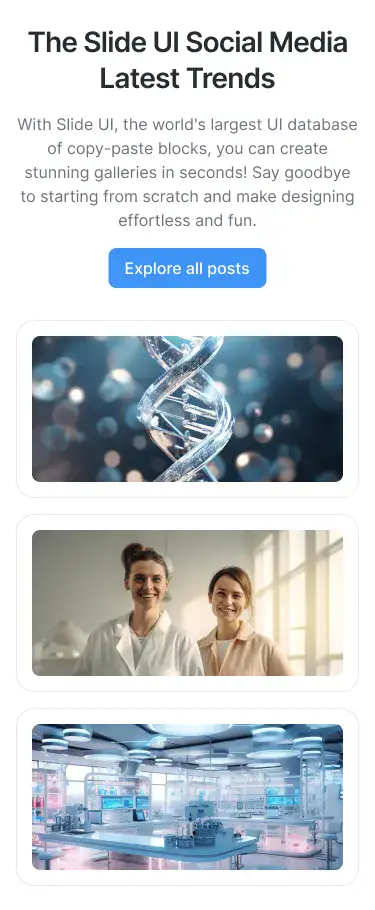 The Slide UI Social Media
Latest Trends
With Slide UI, the world's largest UI database
of copy-paste blocks, you can create
stunning galleries in seconds! Say goodbye
to starting from scratch and make designing
effortless and fun.
Explore all posts